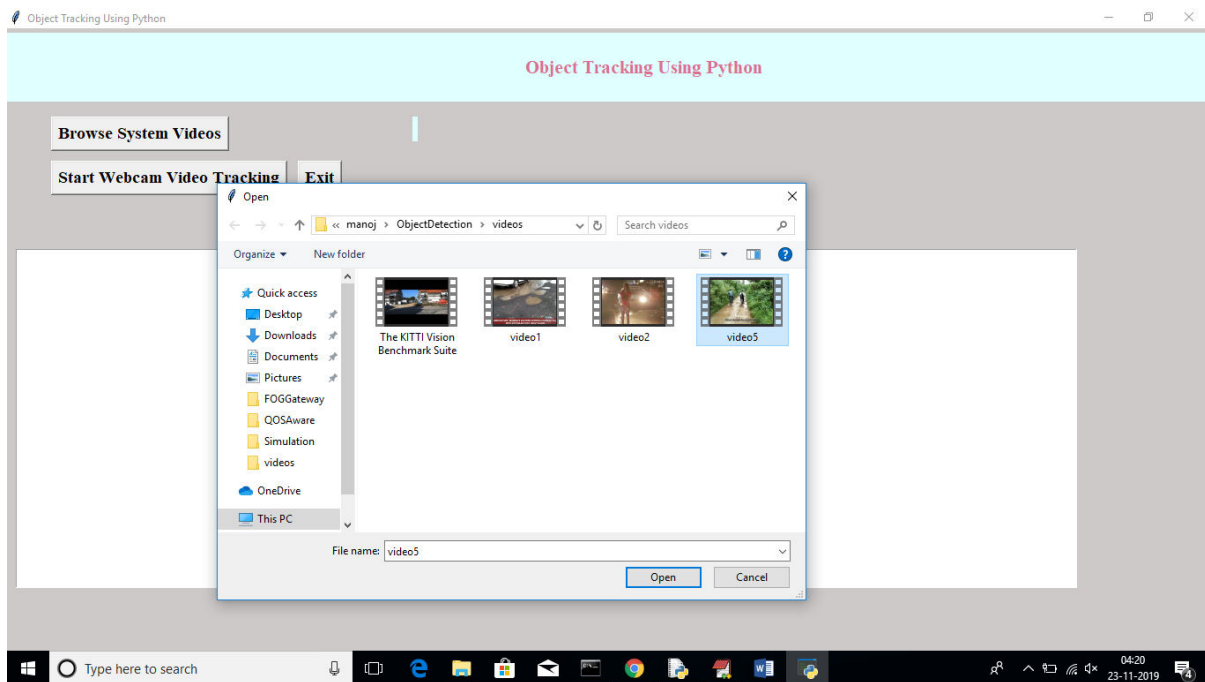 Object Tracking Using Python
Object Tracking Using Python
Browse System Videos
Start Webcam Video Tracking
Exit
Open
« manoj › ObjectDetection › videos
Search videos
Organize
New folder
Quick access
Desktop
Downloads
Documents
Pictures
FOGGateway
QOSAware
Simulation
videos
OneDrive
This PC
The KITTI Vision
Benchmark Suite
video1
video2
video5
File name:
video5
Open
Cancel
Type here to search
04:20
23-11-2019
4